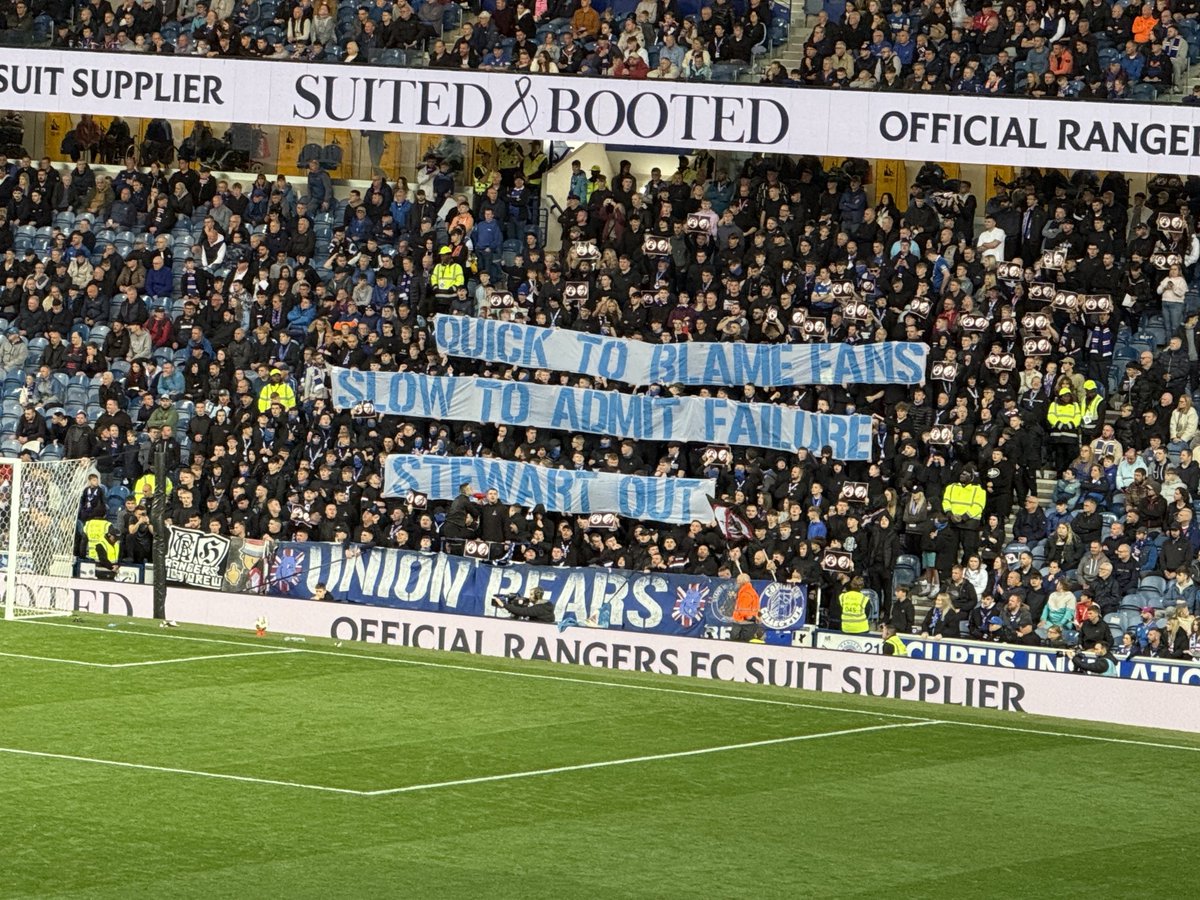 SUIT SUPPLIER
SUITED & BOOTED
OFFICIAL RANGER
QUICK TO BLAME FANS
SLOW TO ADMIT FAILURE
STEWART OUT
RANGERS
UNION BEARS
OFFICIAL RANGERS FC SUIT SUPPLIER